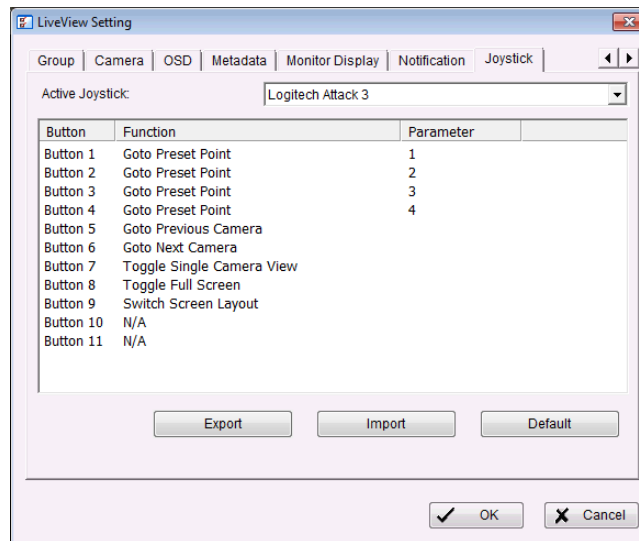 LiveView Setting
Group Camera OSD Metadata Monitor Display Notification Joystick
Active Joystick: Logitech Attack 3
Button Function Parameter
Button 1 Goto Preset Point 1
Button 2 Goto Preset Point 2
Button 3 Goto Preset Point 3
Button 4 Goto Preset Point 4
Button 5 Goto Previous Camera
Button 6 Goto Next Camera
Button 7 Toggle Single Camera View
Button 8 Toggle Full Screen
Button 9 Switch Screen Layout
Button 10 N/A
Button 11 N/A
Export Import Default
OK Cancel